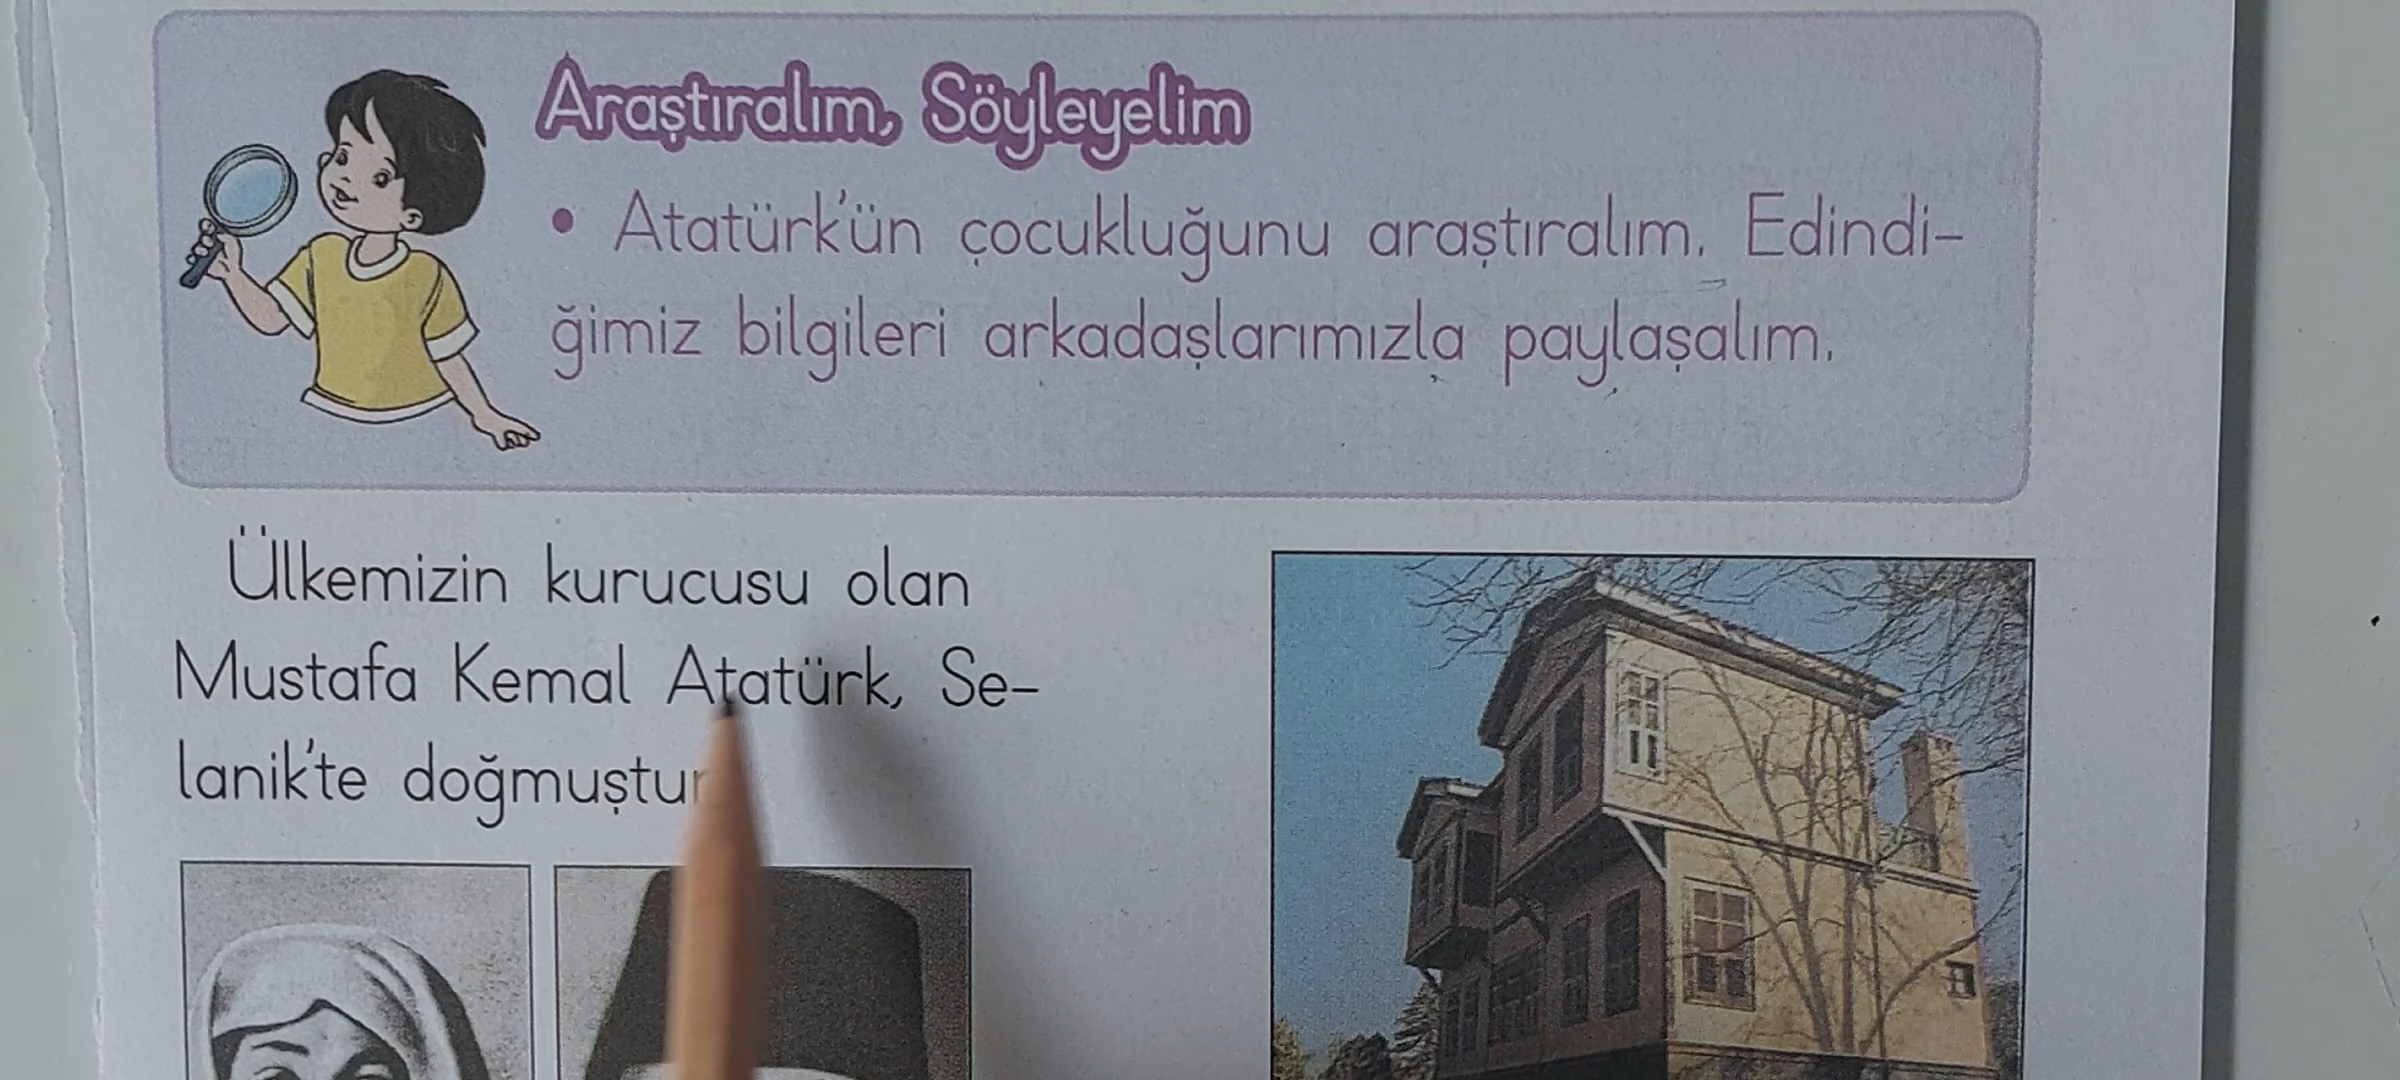 Araştıralım, Söyleyelim
• Atatürk'ün çocukluğunu araştıralım. Edindi-
ğimiz bilgileri arkadaşlarımızla paylaşalım.
Ülkemizin kurucusu olan
Mustafa Kemal Atatürk, Se-
lanik'te doğmuştur